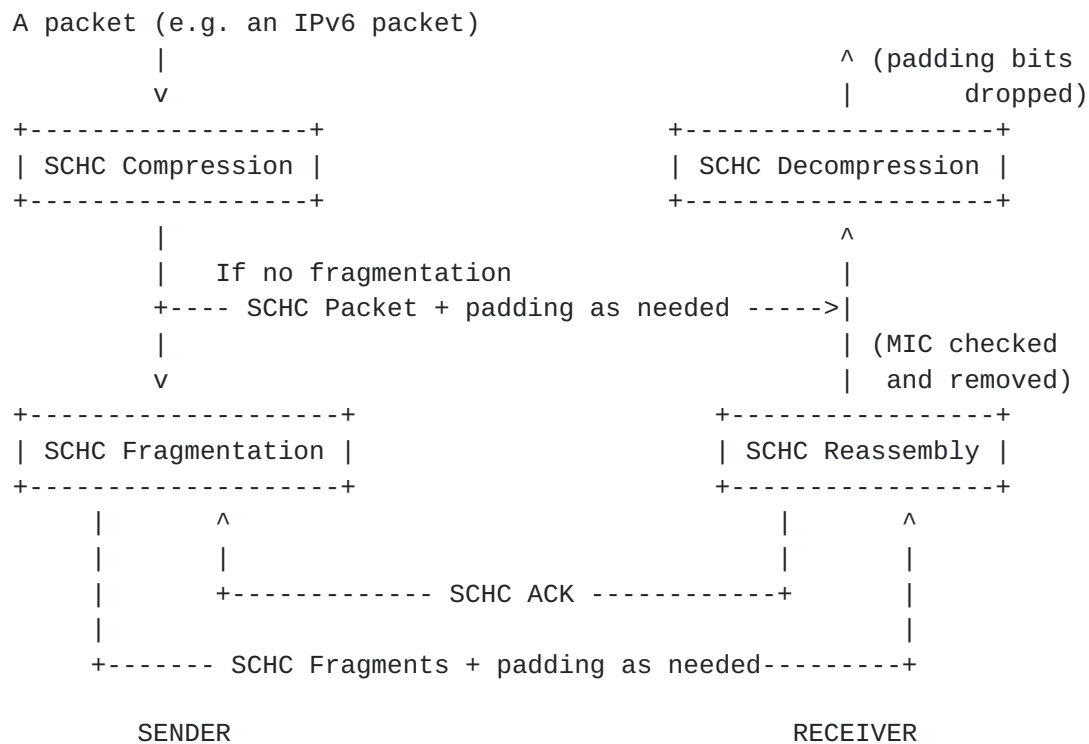 A packet (e.g. an IPv6 packet)
         |                                           ^ (padding bits
         v                                           |       dropped)
+------------------+                      +--------------------+
| SCHC Compression |                      | SCHC Decompression |
+------------------+                      +--------------------+
         |                                           ^
         |   If no fragmentation                     |
         +---- SCHC Packet + padding as needed ----->|
         |                                           | (MIC checked
         v                                           |  and removed)
+--------------------+                       +-----------------+
| SCHC Fragmentation |                       | SCHC Reassembly |
+--------------------+                       +-----------------+
     |       ^                                   |       ^
     |       |                                   |       |
     |       +------------- SCHC ACK ------------+       |
     |                                                   |
     +------- SCHC Fragments + padding as needed---------+
        SENDER                                    RECEIVER